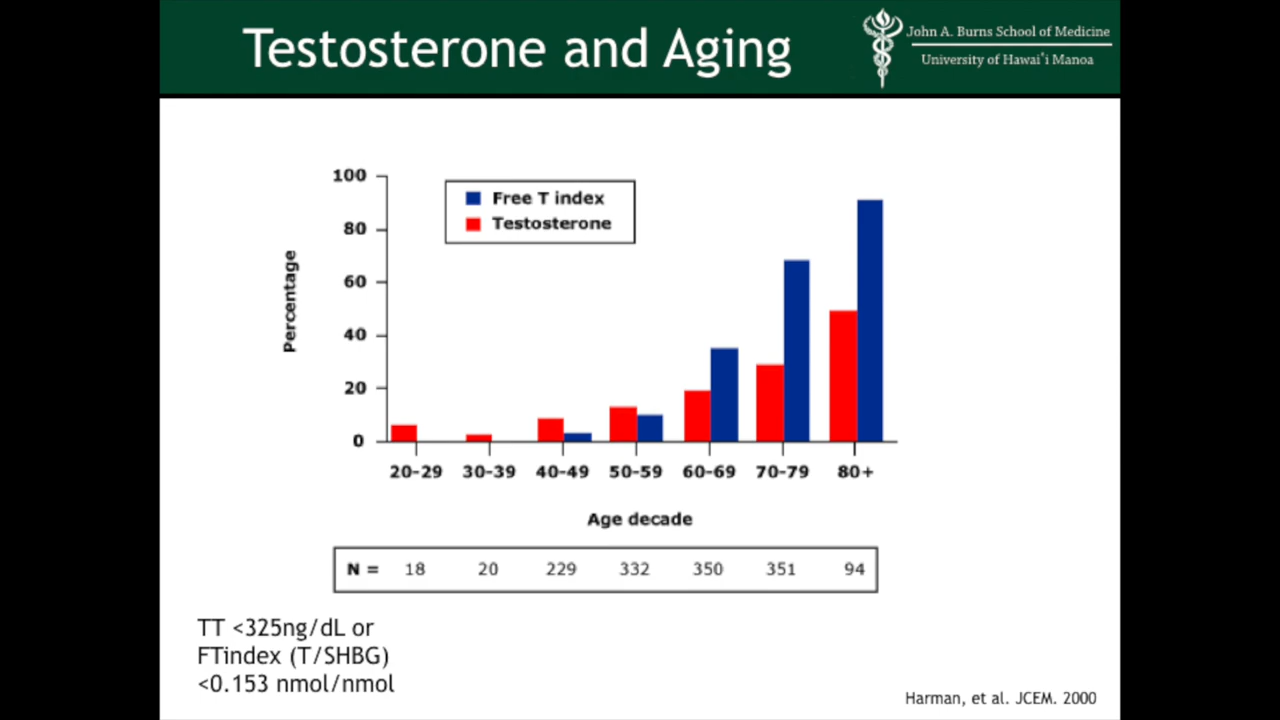 Testosterone and Aging
John A. Burns School of Medicine
University of Hawaiʻi Manoa
100
80
60
40
20
0
Percentage
Free T index
Testosterone
20-29 30-39 40-49 50-59 60-69 70-79 80+
Age decade
N = 18 20 229 332 350 351 94
TT <325ng/dL or
FTindex (T/SHBG)
<0.153 nmol/nmol
Harman, et al. JCEM. 2000